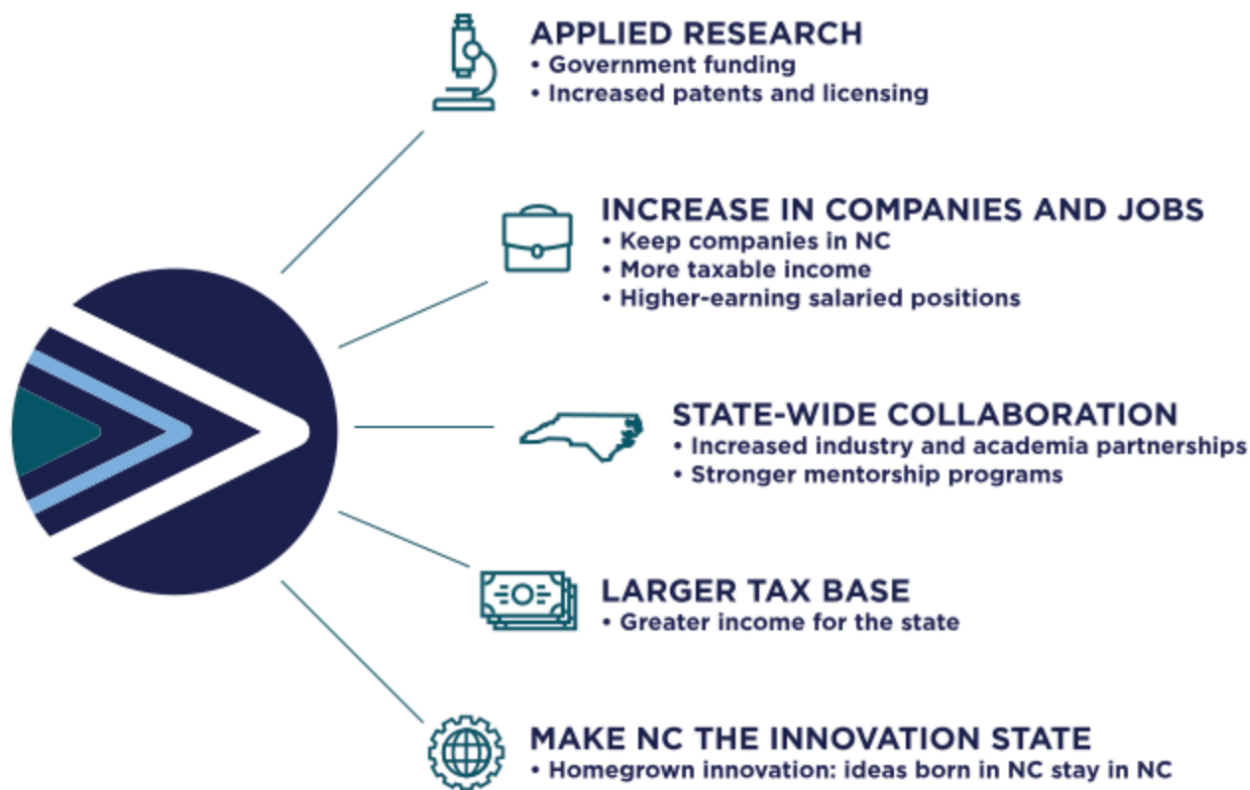 APPLIED RESEARCH
• Government funding
• Increased patents and licensing
INCREASE IN COMPANIES AND JOBS
• Keep companies in NC
• More taxable income
• Higher-earning salaried positions
STATE-WIDE COLLABORATION
• Increased industry and academia partnerships
• Stronger mentorship programs
LARGER TAX BASE
• Greater income for the state
MAKE NC THE INNOVATION STATE
• Homegrown innovation: ideas born in NC stay in NC